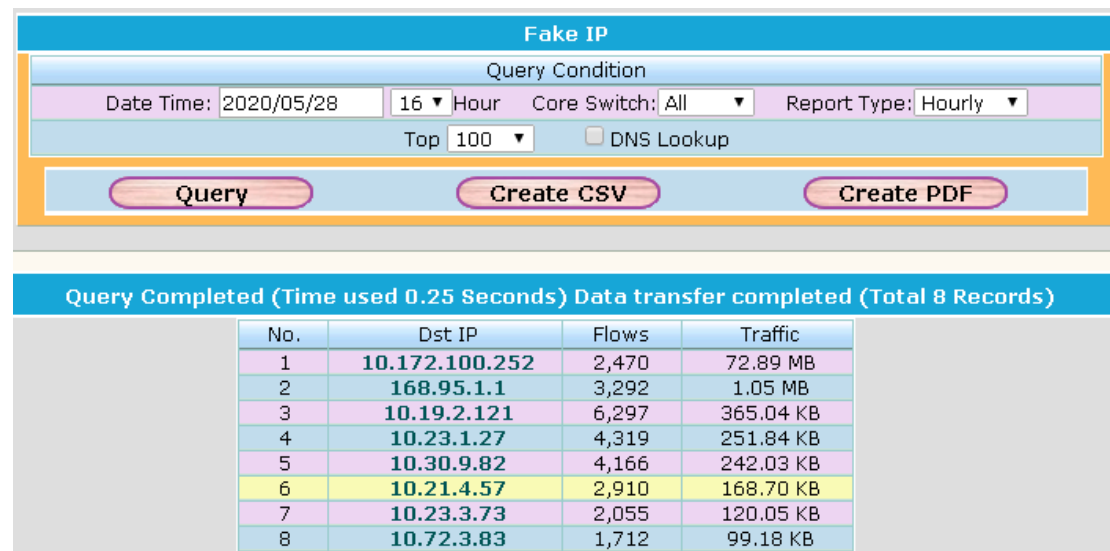 Fake IP
Query Condition
Date Time: 2020/05/28 16 Hour Core Switch: All Report Type: Hourly
Top 100 DNS Lookup
Query Create CSV Create PDF
Query Completed (Time used 0.25 Seconds) Data transfer completed (Total 8 Records)
No. Dst IP Flows Traffic
1 10.172.100.252 2,470 72.89 MB
2 168.95.1.1 3,292 1.05 MB
3 10.19.2.121 6,297 365.04 KB
4 10.23.1.27 4,319 251.84 KB
5 10.30.9.82 4,166 242.03 KB
6 10.21.4.57 2,910 168.70 KB
7 10.23.3.73 2,055 120.05 KB
8 10.72.3.83 1,712 99.18 KB